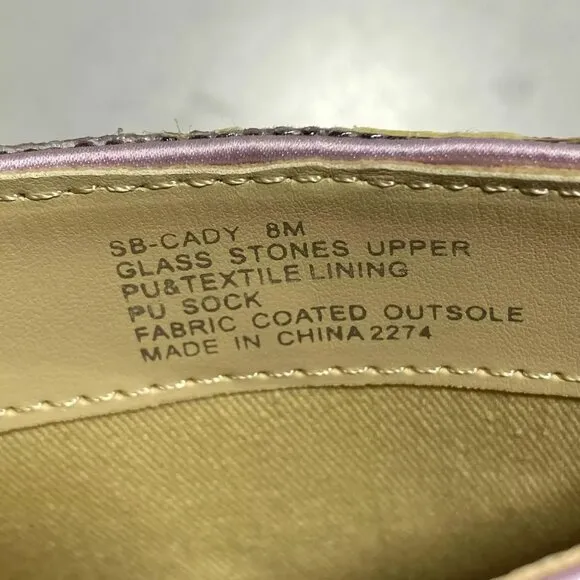 SB-CADY 8M
GLASS STONES UPPER
PU&TEXTILE LINING
PU SOCK
FABRIC COATED OUTSOLE
MADE IN CHINA 2274